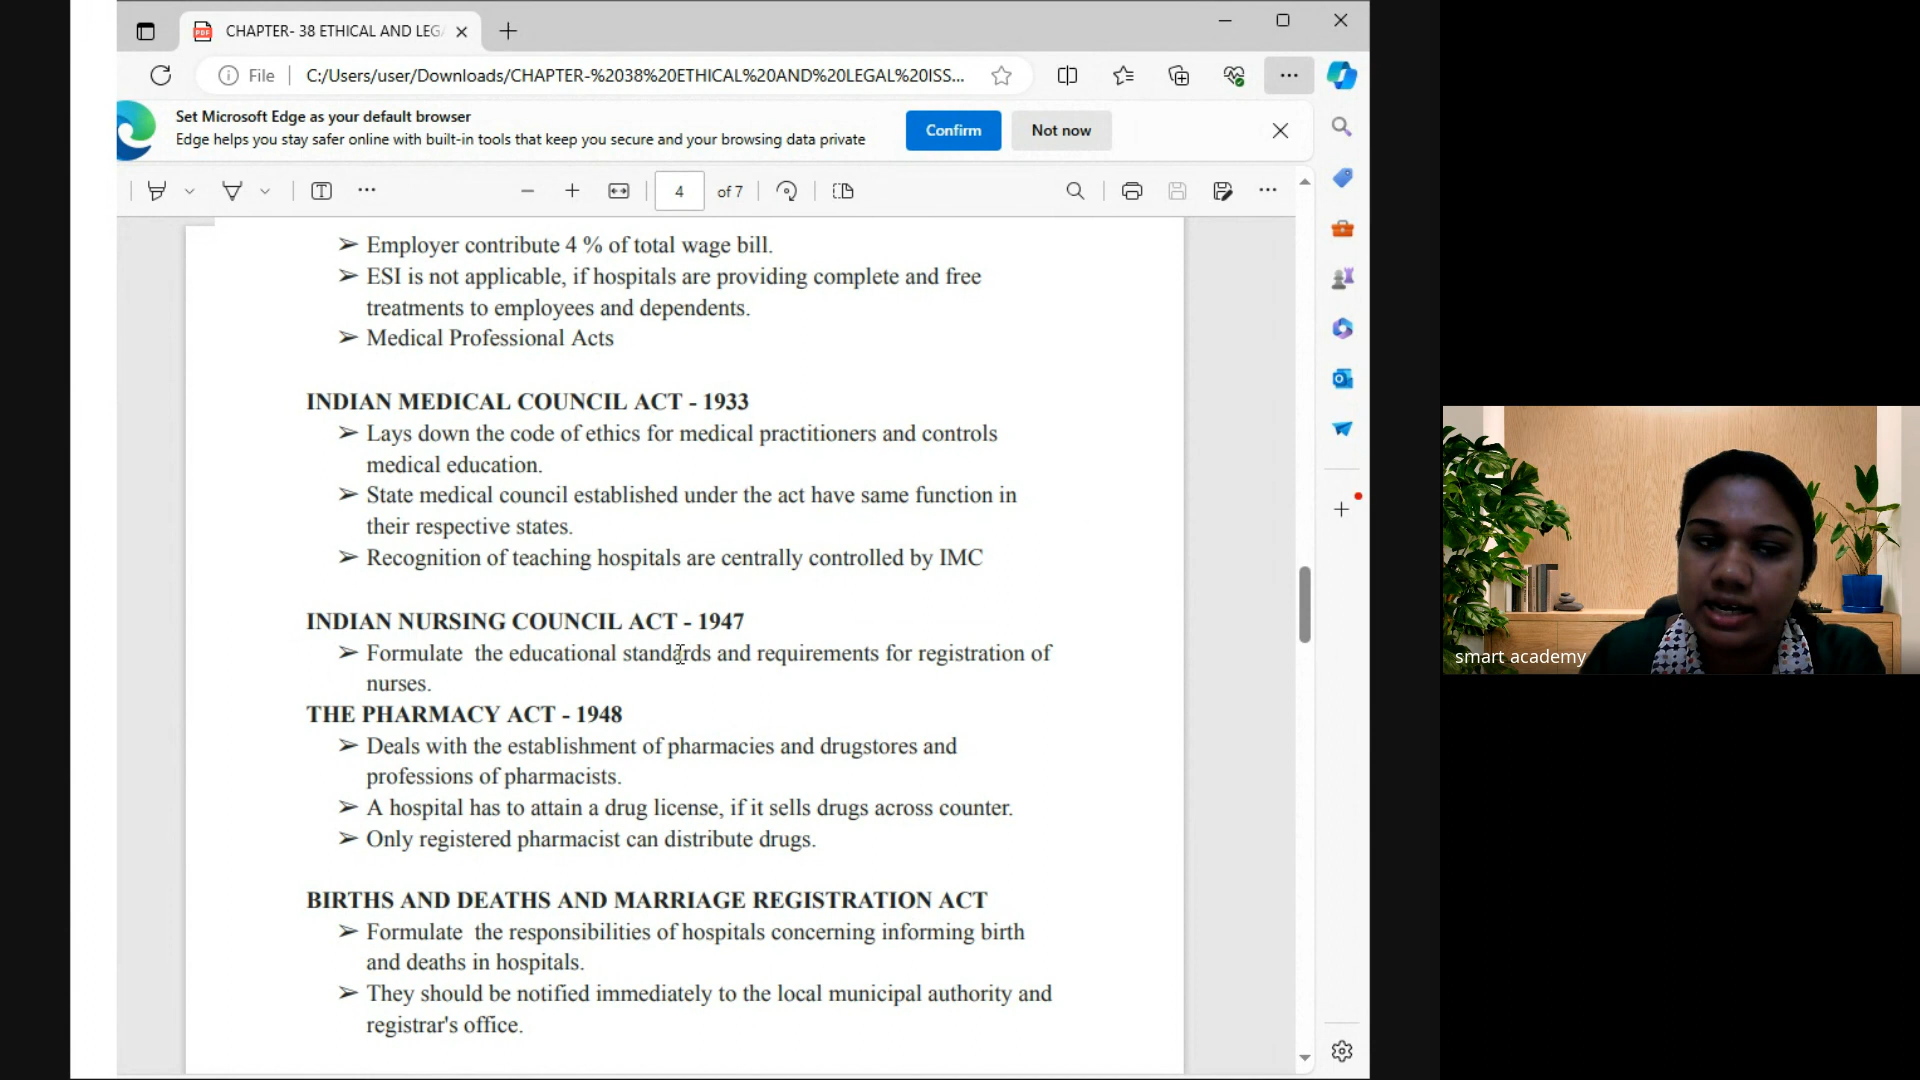 CHAPTER- 38 ETHICAL AND LEG
File
C:/Users/user/Downloads/CHAPTER-%2038%20ETHICAL%20AND%20LEGAL%20ISS...
Set Microsoft Edge as your default browser
Edge helps you stay safer online with built-in tools that keep you secure and your browsing data private
Confirm
Not now
4 of 7
➢ Employer contribute 4 % of total wage bill.
➢ ESI is not applicable, if hospitals are providing complete and free
treatments to employees and dependents.
➢ Medical Professional Acts
INDIAN MEDICAL COUNCIL ACT - 1933
➢ Lays down the code of ethics for medical practitioners and controls
medical education.
➢ State medical council established under the act have same function in
their respective states.
➢ Recognition of teaching hospitals are centrally controlled by IMC
INDIAN NURSING COUNCIL ACT - 1947
➢ Formulate the educational standards and requirements for registration of
nurses.
THE PHARMACY ACT - 1948
➢ Deals with the establishment of pharmacies and drugstores and
professions of pharmacists.
➢ A hospital has to attain a drug license, if it sells drugs across counter.
➢ Only registered pharmacist can distribute drugs.
BIRTHS AND DEATHS AND MARRIAGE REGISTRATION ACT
➢ Formulate the responsibilities of hospitals concerning informing birth
and deaths in hospitals.
➢ They should be notified immediately to the local municipal authority and
registrar's office.
smart academy